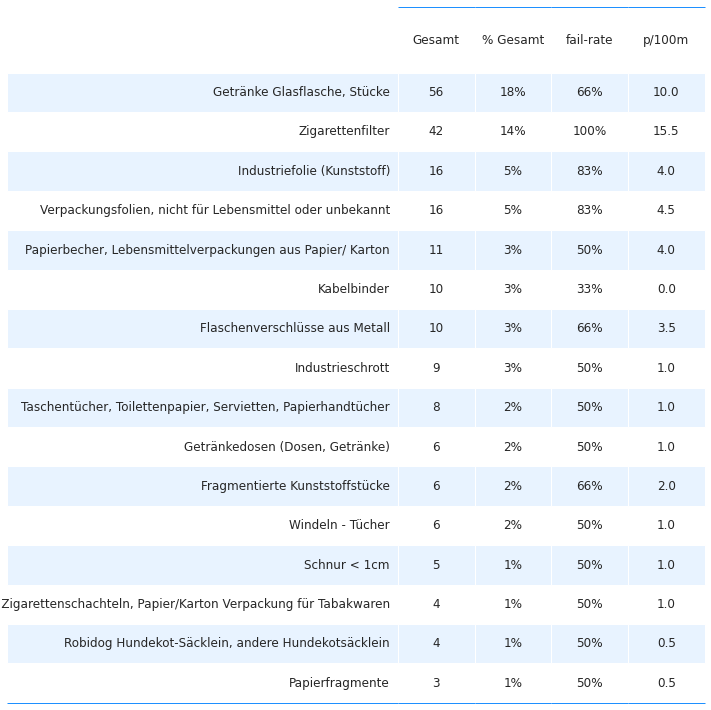 Gesamt % Gesamt fail-rate p/100m
Getränke Glasflasche, Stücke 56 18% 66% 10.0
Zigarettenfilter 42 14% 100% 15.5
Industriefolie (Kunststoff) 16 5% 83% 4.0
Verpackungsfolien, nicht für Lebensmittel oder unbekannt 16 5% 83% 4.5
Papierbecher, Lebensmittelverpackungen aus Papier/ Karton 11 3% 50% 4.0
Kabelbinder 10 3% 33% 0.0
Flaschenverschlüsse aus Metall 10 3% 66% 3.5
Industrieschrott 9 3% 50% 1.0
Taschentücher, Toilettenpapier, Servietten, Papierhandtücher 8 2% 50% 1.0
Getränkedosen (Dosen, Getränke) 6 2% 50% 1.0
Fragmentierte Kunststoffstücke 6 2% 66% 2.0
Windeln - Tücher 6 2% 50% 1.0
Schnur < 1cm 5 1% 50% 1.0
Zigarettenschachteln, Papier/Karton Verpackung für Tabakwaren 4 1% 50% 1.0
Robidog Hundekot-Säcklein, andere Hundekotsäcklein 4 1% 50% 0.5
Papierfragmente 3 1% 50% 0.5